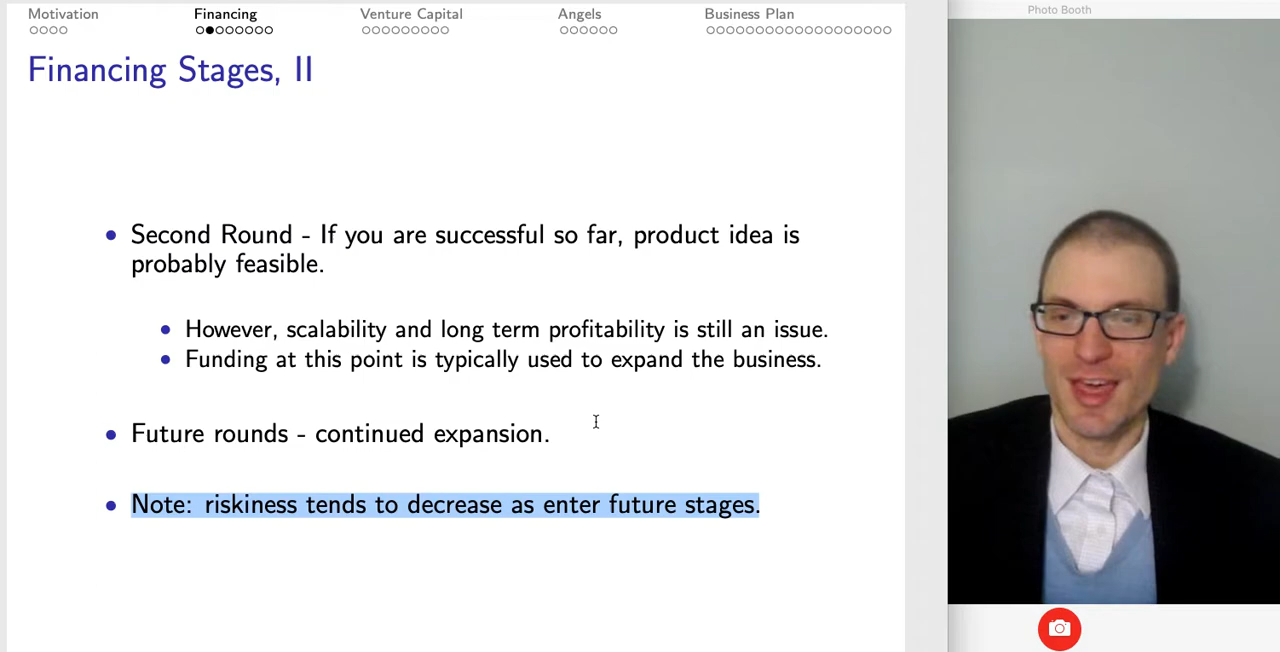 Motivation Financing Venture Capital Angels Business Plan
Photo Booth
Financing Stages, II
• Second Round - If you are successful so far, product idea is
probably feasible.
• However, scalability and long term profitability is still an issue.
• Funding at this point is typically used to expand the business.
• Future rounds - continued expansion.
• Note: riskiness tends to decrease as enter future stages.